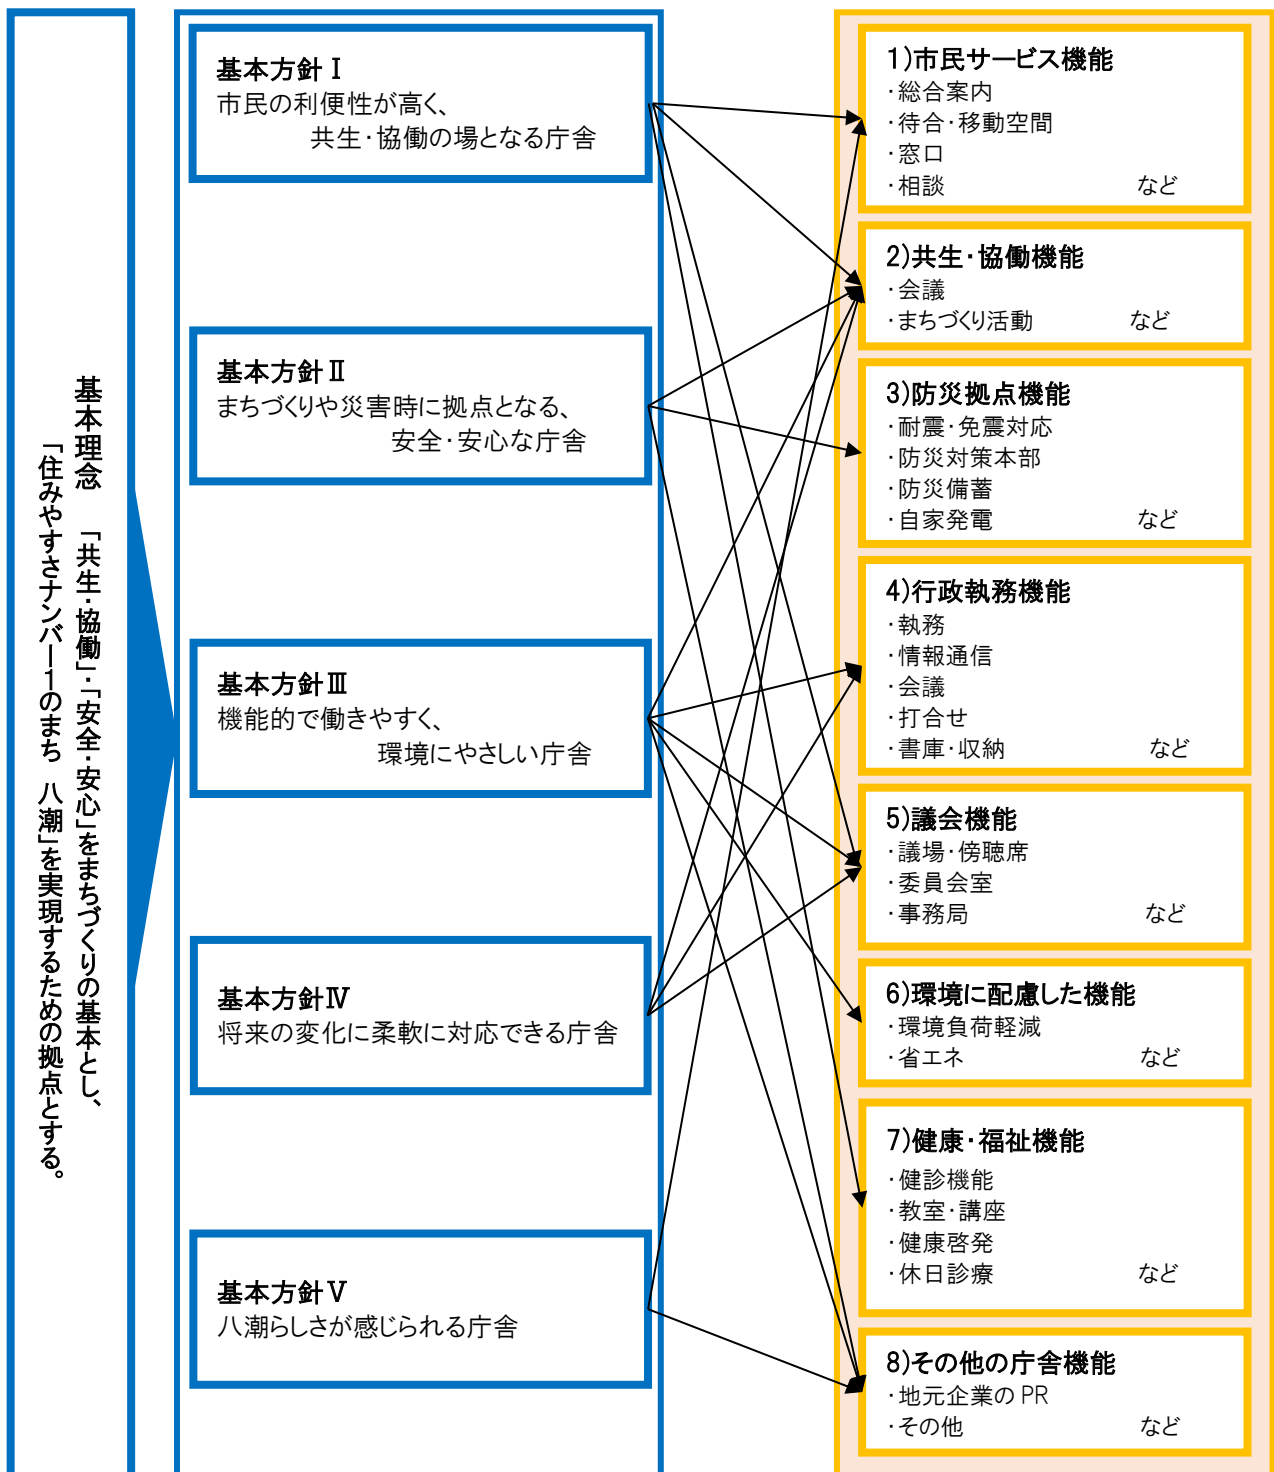 基本理念　「共生・協働」・「安全・安心」をまちづくりの基本とし、
「住みやすさナンバー1のまち　八潮」を実現するための拠点とする。
基本方針Ⅰ
市民の利便性が高く、
共生・協働の場となる庁舎
基本方針Ⅱ
まちづくりや災害時に拠点となる、
安全・安心な庁舎
基本方針Ⅲ
機能的で働きやすく、
環境にやさしい庁舎
基本方針Ⅳ
将来の変化に柔軟に対応できる庁舎
基本方針Ⅴ
八潮らしさが感じられる庁舎
1)市民サービス機能
・総合案内
・待合・移動空間
・窓口
・相談　など
2)共生・協働機能
・会議
・まちづくり活動　など
3)防災拠点機能
・耐震・免震対応
・防災対策本部
・防災備蓄
・自家発電　など
4)行政執務機能
・執務
・情報通信
・会議
・打合せ
・書庫・収納　など
5)議会機能
・議場・傍聴席
・委員会室
・事務局　など
6)環境に配慮した機能
・環境負荷軽減
・省エネ　など
7)健康・福祉機能
・健診機能
・教室・講座
・健康啓発
・休日診療　など
8)その他の庁舎機能
・地元企業の PR
・その他　など